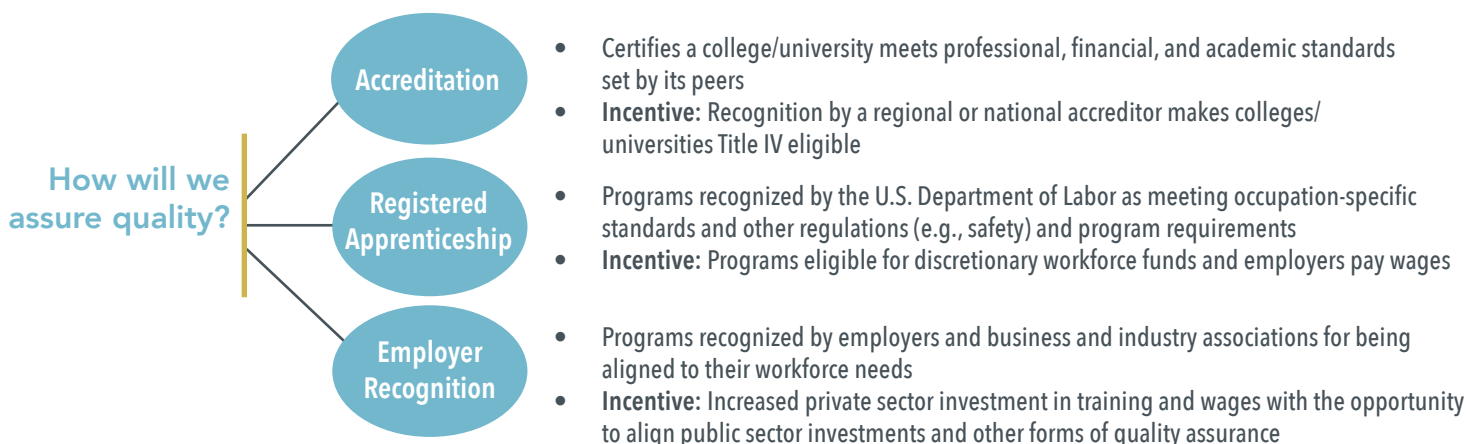 How will we
assure quality?
Accreditation
• Certifies a college/university meets professional, financial, and academic standards
set by its peers
• Incentive: Recognition by a regional or national accreditor makes colleges/
universities Title IV eligible
Registered
Apprenticeship
• Programs recognized by the U.S. Department of Labor as meeting occupation-specific
standards and other regulations (e.g., safety) and program requirements
• Incentive: Programs eligible for discretionary workforce funds and employers pay wages
Employer
Recognition
• Programs recognized by employers and business and industry associations for being
aligned to their workforce needs
• Incentive: Increased private sector investment in training and wages with the opportunity
to align public sector investments and other forms of quality assurance